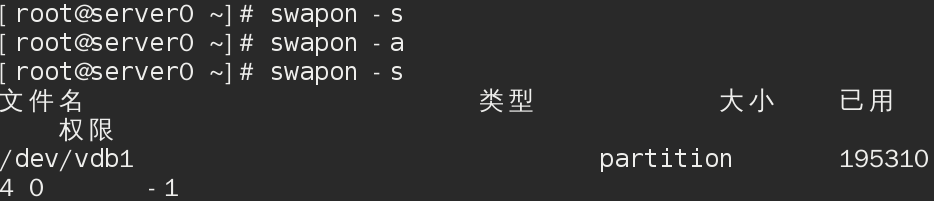 [root@server0 ~]# swapon -s
[root@server0 ~]# swapon -a
[root@server0 ~]# swapon -s
文件名 类型 大小 已用
权限
/dev/vdb1 partition 195310
4 0 -1